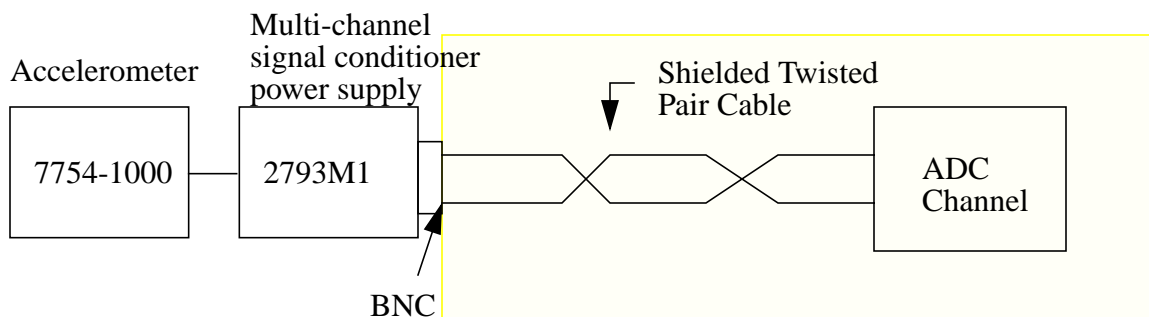 Accelerometer
Multi-channel
signal conditioner
power supply
Shielded Twisted
Pair Cable
7754-1000
2793M1
ADC
Channel
BNC